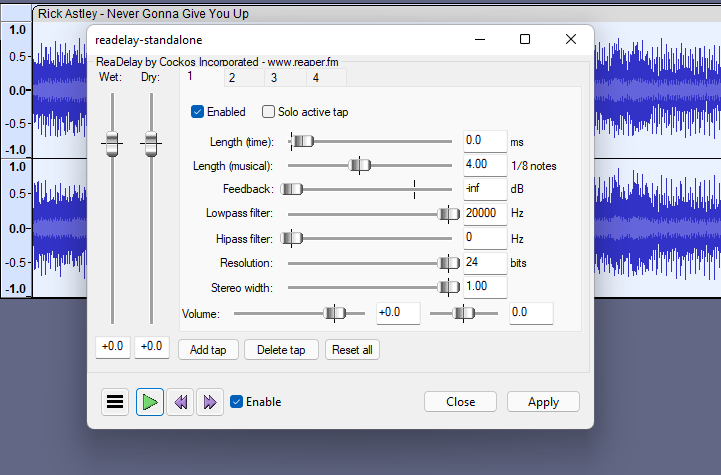 Rick Astley - Never Gonna Give You Up
1.0
0.5-
0.0-
-0.5-
-1.0
1.0
0.5-
0.0-
-0.5-
-1.0
readelay-standalone
ReaDelay by Cockos Incorporated - www.reaper.fm
Wet: Dry: 1 2 3 4
Enabled Solo active tap
Length (time): 0.0 ms
Length (musical): 4.00 1/8 notes
Feedback: -inf dB
Lowpass filter: 20000 Hz
Hipass filter: 0 Hz
Resolution: 24 bits
Stereo width: 1.00
Volume: +0.0 0.0
+0.0 +0.0 Add tap Delete tap Reset all
Enable Close Apply